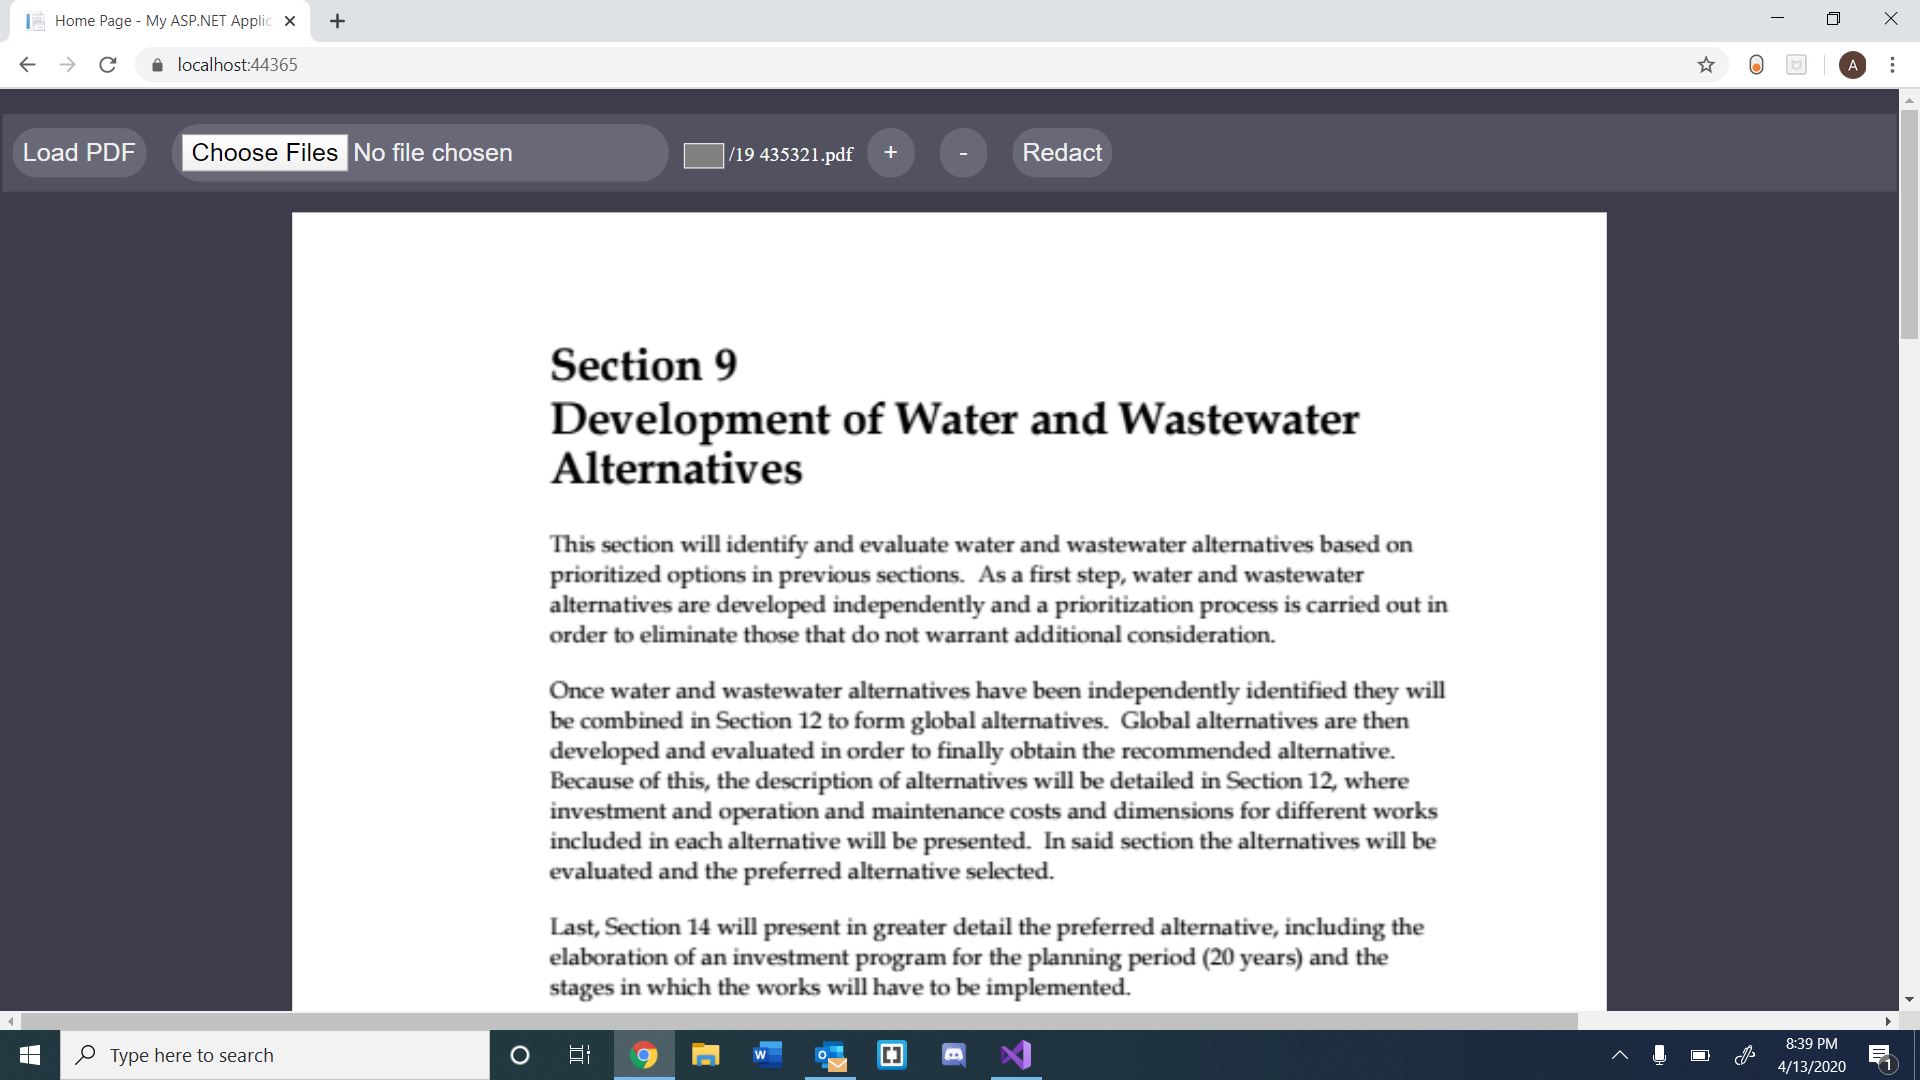 Home Page - My ASP.NET Applic
localhost:44365
A
Load PDF
Choose Files No file chosen
/19 435321.pdf
+
-
Redact
Section 9
Development of Water and Wastewater
Alternatives
This section will identify and evaluate water and wastewater alternatives based on
prioritized options in previous sections. As a first step, water and wastewater
alternatives are developed independently and a prioritization process is carried out in
order to eliminate those that do not warrant additional consideration.
Once water and wastewater alternatives have been independently identified they will
be combined in Section 12 to form global alternatives. Global alternatives are then
developed and evaluated in order to finally obtain the recommended alternative.
Because of this, the description of alternatives will be detailed in Section 12, where
investment and operation and maintenance costs and dimensions for different works
included in each alternative will be presented. In said section the alternatives will be
evaluated and the preferred alternative selected.
Last, Section 14 will present in greater detail the preferred alternative, including the
elaboration of an investment program for the planning period (20 years) and the
stages in which the works will have to be implemented.
Type here to search
8:39 PM
4/13/2020
1